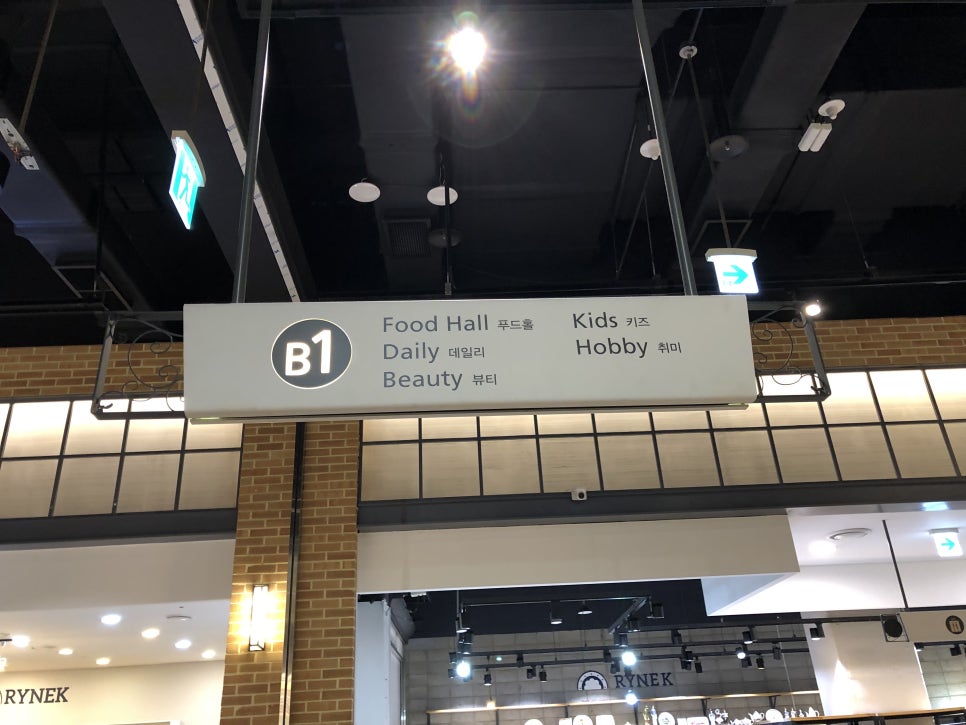 B1
Food Hall 푸드홀
Daily 데일리
Beauty 뷰티
Kids 키즈
Hobby 취미
RYNEK
RYNEK